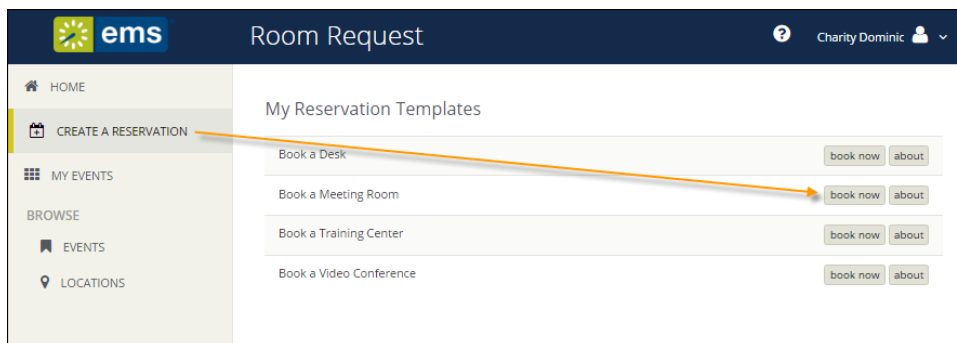 ems
Room Request
? Charity Dominic
HOME
CREATE A RESERVATION
MY EVENTS
BROWSE
EVENTS
LOCATIONS
My Reservation Templates
Book a Desk book now about
Book a Meeting Room book now about
Book a Training Center book now about
Book a Video Conference book now about